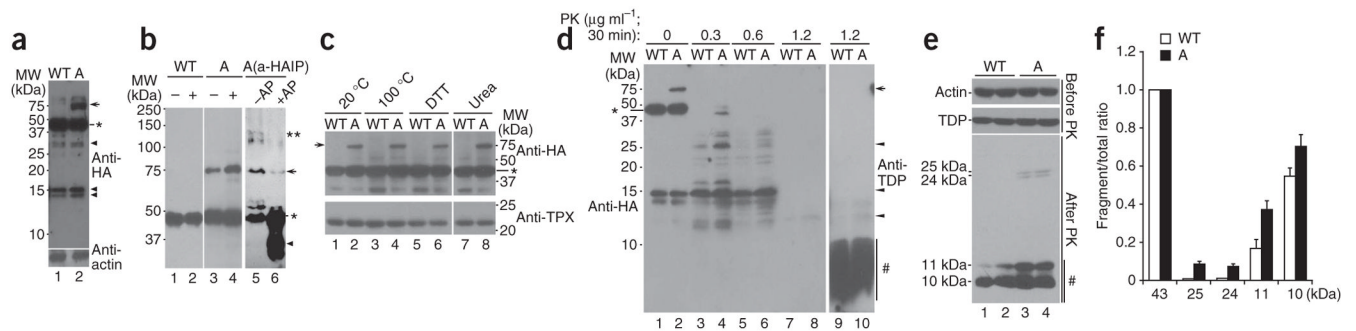 a
WT A
MW
(kDa)
75
50
37
25
20
15
10
*
Anti-
HA
Anti-
actin
1 2
b
WT A A(a-HAIP)
MW
(kDa)
– + – + –AP +AP
250
150
100
75
50
37
**
*
1 2 3 4 5 6
c
20 °C 100 °C DTT Urea
WT A WT A WT A WT A
MW
(kDa)
75
50
37
25
20
Anti-HA
*
Anti-TPX
1 2 3 4 5 6 7 8
d
PK (μg ml–1;
30 min):
0 0.3 0.6 1.2 1.2
MW
(kDa)
WT A WT A WT A WT A WT A
75
50
37
25
20
15
10
*
Anti-HA
Anti-
TDP
#
1 2 3 4 5 6 7 8 9 10
e
WT A
Actin
TDP
Before
PK
25 kDa
24 kDa
11 kDa
10 kDa
After PK
#
1 2 3 4
f
WT
A
Fragment/total ratio
1.2
1.0
0.8
0.6
0.4
0.2
0
43 25 24 11 10 (kDa)